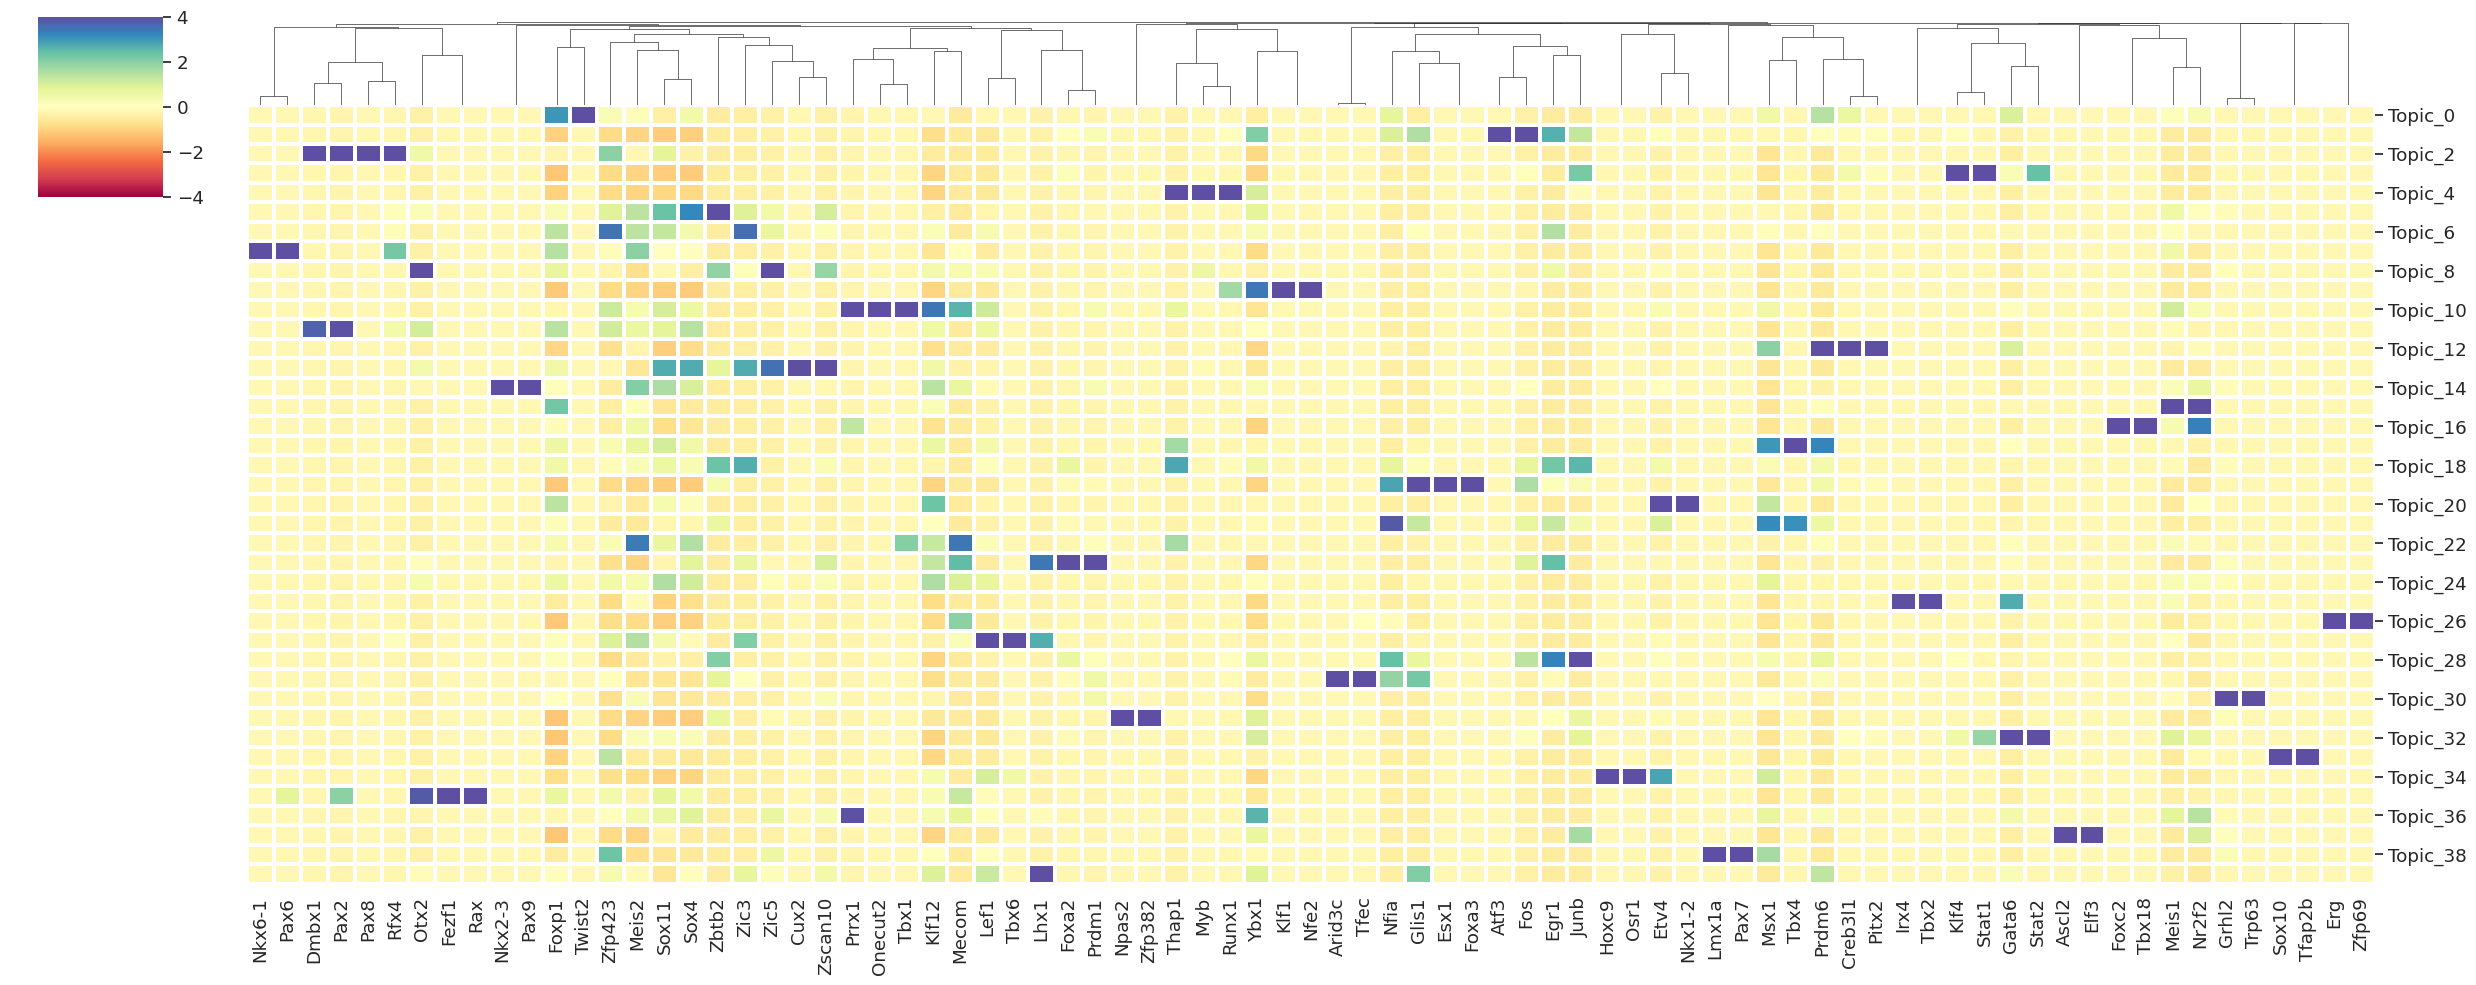 4
2
0
−2
−4
Topic_0
Topic_2
Topic_4
Topic_6
Topic_8
Topic_10
Topic_12
Topic_14
Topic_16
Topic_18
Topic_20
Topic_22
Topic_24
Topic_26
Topic_28
Topic_30
Topic_32
Topic_34
Topic_36
Topic_38
Nkx6-1
Pax6
Dmbx1
Pax2
Pax8
Rfx4
Otx2
Fezf1
Rax
Nkx2-3
Pax9
Foxp1
Twist2
Zfp423
Meis2
Sox11
Sox4
Zbtb2
Zic3
Zic5
Cux2
Zscan10
Prrx1
Onecut2
Tbx1
Klf12
Mecom
Lef1
Tbx6
Lhx1
Foxa2
Prdm1
Npas2
Zfp382
Thap1
Myb
Runx1
Ybx1
Klf1
Nfe2
Arid3c
Tfec
Nfia
Glis1
Esx1
Foxa3
Atf3
Fos
Egr1
Junb
Hoxc9
Osr1
Etv4
Nkx1-2
Lmx1a
Pax7
Msx1
Tbx4
Prdm6
Creb3l1
Pitx2
Irx4
Tbx2
Klf4
Stat1
Gata6
Stat2
Ascl2
Elf3
Foxc2
Tbx18
Meis1
Nr2f2
Grhl2
Trp63
Sox10
Tfap2b
Erg
Zfp69